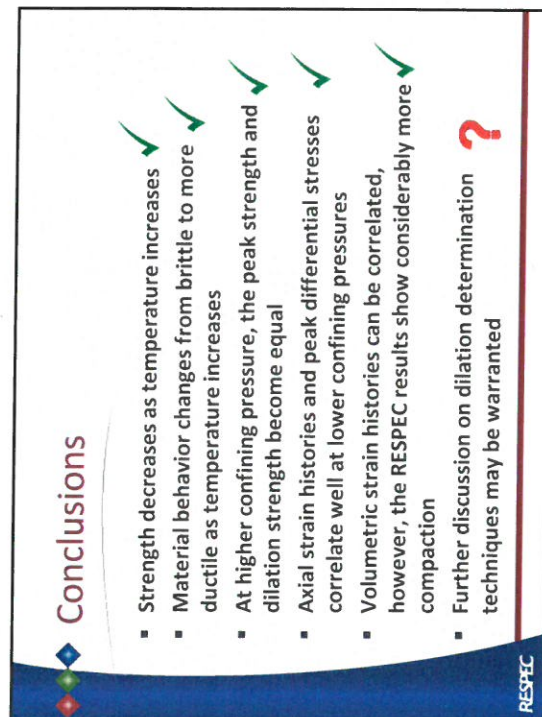 Conclusions
▪ Strength decreases as temperature increases
▪ Material behavior changes from brittle to more
ductile as temperature increases
▪ At higher confining pressure, the peak strength and
dilation strength become equal
▪ Axial strain histories and peak differential stresses
correlate well at lower confining pressures
▪ Volumetric strain histories can be correlated,
however, the RESPEC results show considerably more
compaction
▪ Further discussion on dilation determination
techniques may be warranted
?
RESPEC